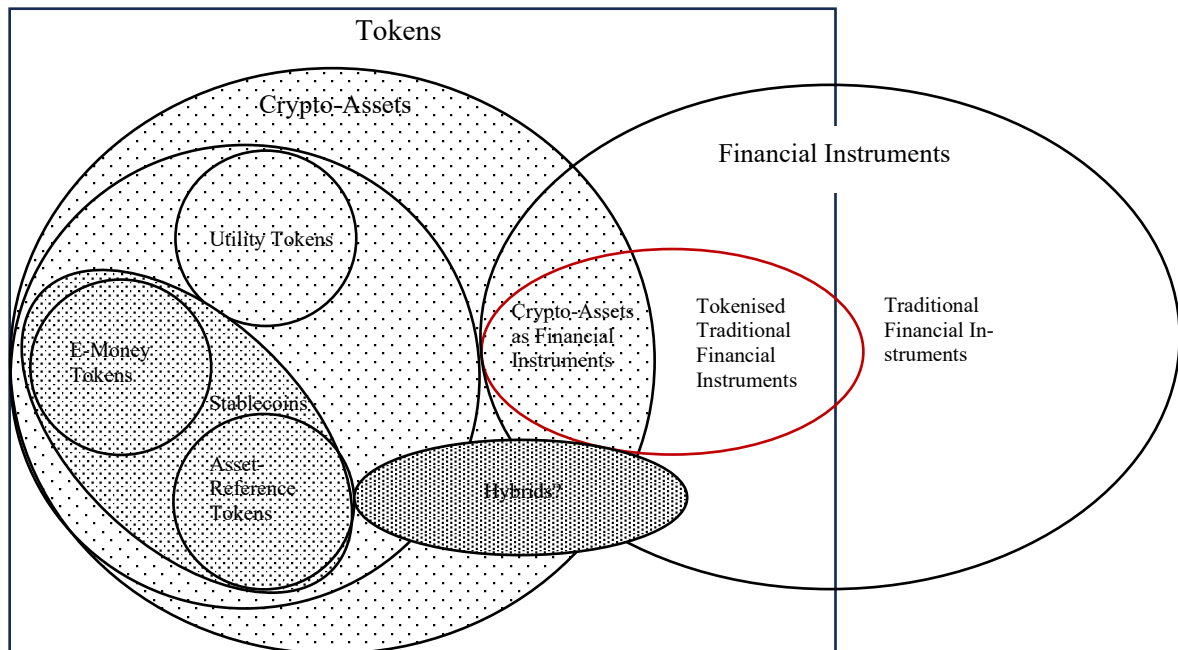 Tokens
Crypto-Assets
Financial Instruments
Utility Tokens
Crypto-Assets
as Financial
Instruments
Tokenised
Traditional
Financial
Instruments
Traditional
Financial In-
struments
E-Money
Tokens
Stablecoins
Asset-
Reference
Tokens
Hybrids?